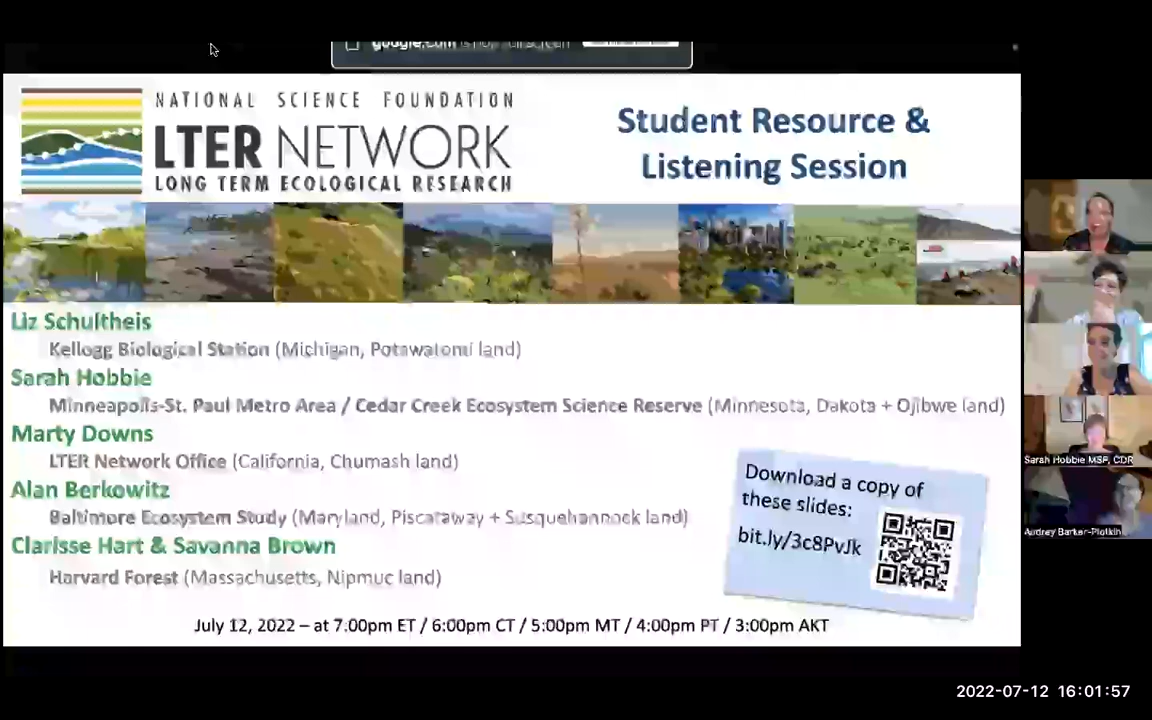 google.com
NATIONAL SCIENCE FOUNDATION
LTER NETWORK
LONG TERM ECOLOGICAL RESEARCH
Student Resource &
Listening Session
Liz Schultheis
Kellogg Biological Station (Michigan, Potawatomi land)
Sarah Hobbie
Minneapolis-St. Paul Metro Area / Cedar Creek Ecosystem Science Reserve (Minnesota, Dakota + Ojibwe land)
Marty Downs
LTER Network Office (California, Chumash land)
Alan Berkowitz
Baltimore Ecosystem Study (Maryland, Piscataway + Susquehannock land)
Clarisse Hart & Savanna Brown
Harvard Forest (Massachusetts, Nipmuc land)
Download a copy of
these slides:
bit.ly/3c8PvJk
July 12, 2022 – at 7:00pm ET / 6:00pm CT / 5:00pm MT / 4:00pm PT / 3:00pm AKT
Sarah Hobbie MSP, CDR
Audrey Barker-Plotkin
2022-07-12 16:01:57